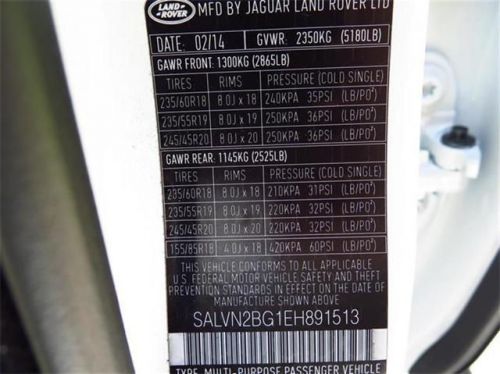 LAND-
ROVER
MFD BY JAGUAR LAND ROVER LTD
DATE: 02/14 GVWR: 2350KG (5180LB)
GAWR FRONT: 1300KG (2865LB)
TIRES RIMS PRESSURE (COLD SINGLE)
235/60R18 8.0J x 18 240KPA 35PSI (LB/PO²)
235/55R19 8.0J x 19 250KPA 36PSI (LB/PO²)
245/45R20 8.0J x 20 250KPA 36PSI (LB/PO²)
GAWR REAR: 1145KG (2525LB)
TIRES RIMS PRESSURE (COLD SINGLE)
235/60R18 8.0J x 18 210KPA 31PSI (LB/PO²)
235/55R19 8.0J x 19 220KPA 32PSI (LB/PO²)
245/45R20 8.0J x 20 220KPA 32PSI (LB/PO²)
155/85R18 4.0J x 18 420KPA 60PSI (LB/PO²)
THIS VEHICLE CONFORMS TO ALL APPLICABLE
U.S FEDERAL MOTOR VEHICLE SAFETY AND THEFT
PREVENTION STANDARDS IN EFFECT ON THE DATE
OF MANUFACTURE SHOWN ABOVE
SALVN2BG1EH891513
TYPE: MULTI-PURPOSE PASSENGER VEHICLE